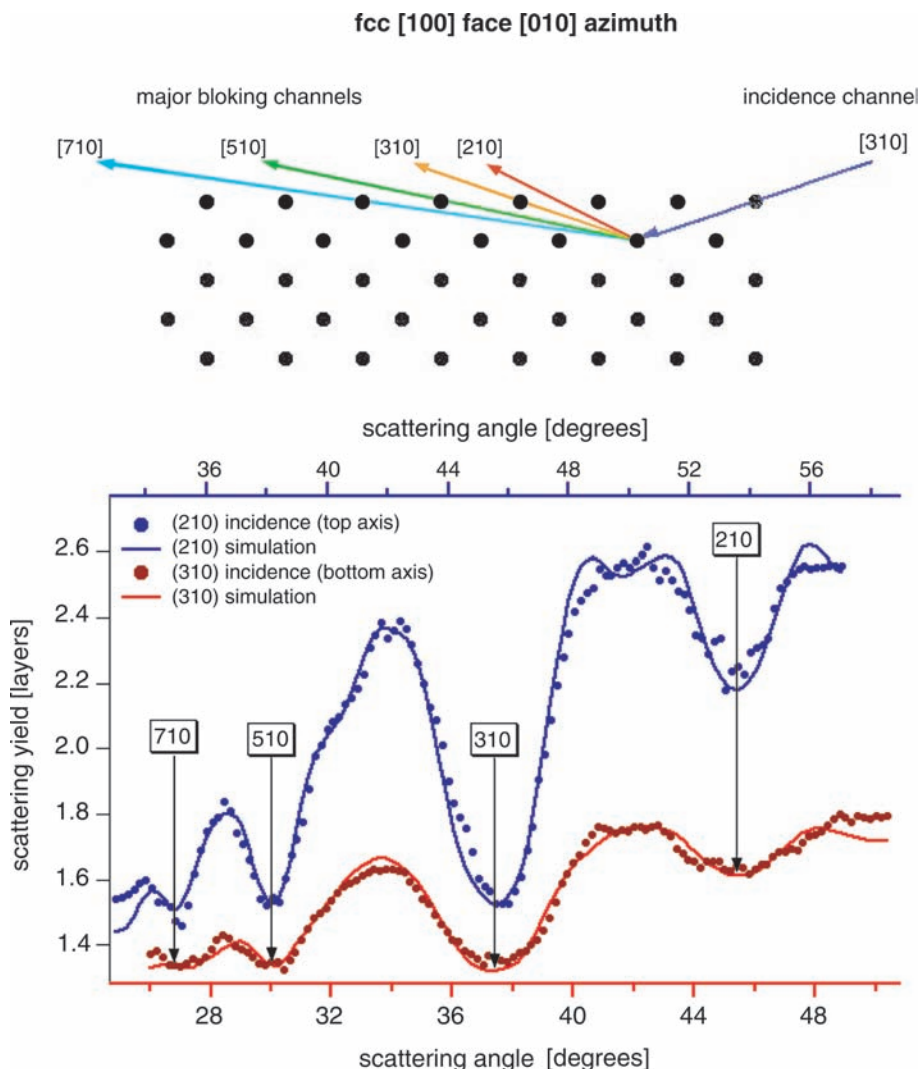 fcc [100] face [010] azimuth
major bloking channels
incidence channel
[710]
[510]
[310]
[210]
[310]
scattering angle [degrees]
36
40
44
48
52
56
(210) incidence (top axis)
(210) simulation
(310) incidence (bottom axis)
(310) simulation
210
710
510
310
scattering yield [layers]
2.6
2.4
2.2
2.0
1.8
1.6
1.4
28
32
36
40
44
48
scattering angle [degrees]